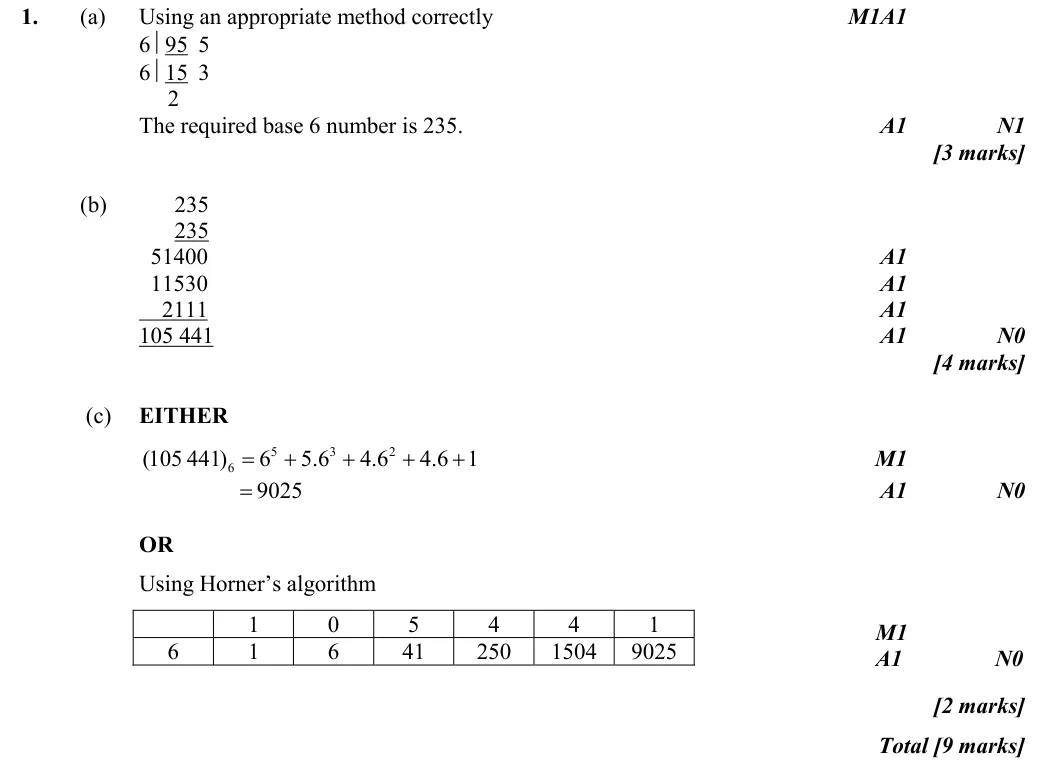 1. (a) Using an appropriate method correctly M1A1
6 95 5
6 15 3
2
The required base 6 number is 235. A1 N1
[3 marks]
(b) 235
235
51400 A1
11530 A1
2111 A1
105 441 A1 N0
[4 marks]
(c) EITHER
(105 441)₆ = 6⁵ + 5.6³ + 4.6² + 4.6 + 1 M1
= 9025 A1 N0
OR
Using Horner’s algorithm
1 0 5 4 4 1 M1
6 1 6 41 250 1504 9025 A1 N0
[2 marks]
Total [9 marks]